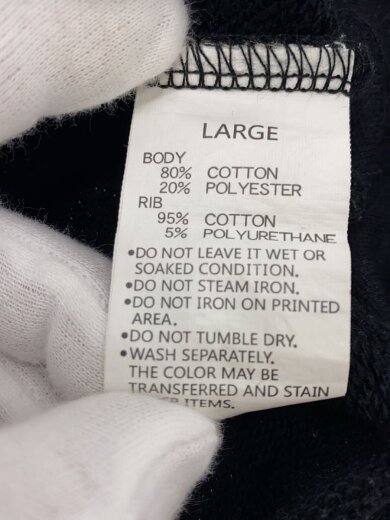 LARGE
BODY
80% COTTON
20% POLYESTER
RIB
95% COTTON
5% POLYURETHANE
•DO NOT LEAVE IT WET OR
SOAKED CONDITION.
•DO NOT STEAM IRON.
•DO NOT IRON ON PRINTED
AREA.
•DO NOT TUMBLE DRY.
•WASH SEPARATELY.
THE COLOR MAY BE
TRANSFERRED AND STAIN
ITEMS.